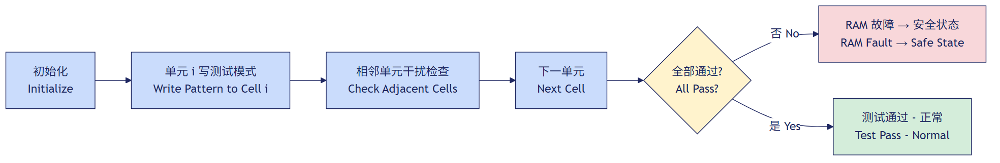 初始化
Initialize
单元 i 写测试模式
Write Pattern to Cell i
相邻单元干扰检查
Check Adjacent Cells
下一单元
Next Cell
全部通过?
All Pass?
否 No
RAM 故障 → 安全状态
RAM Fault → Safe State
是 Yes
测试通过 - 正常
Test Pass - Normal